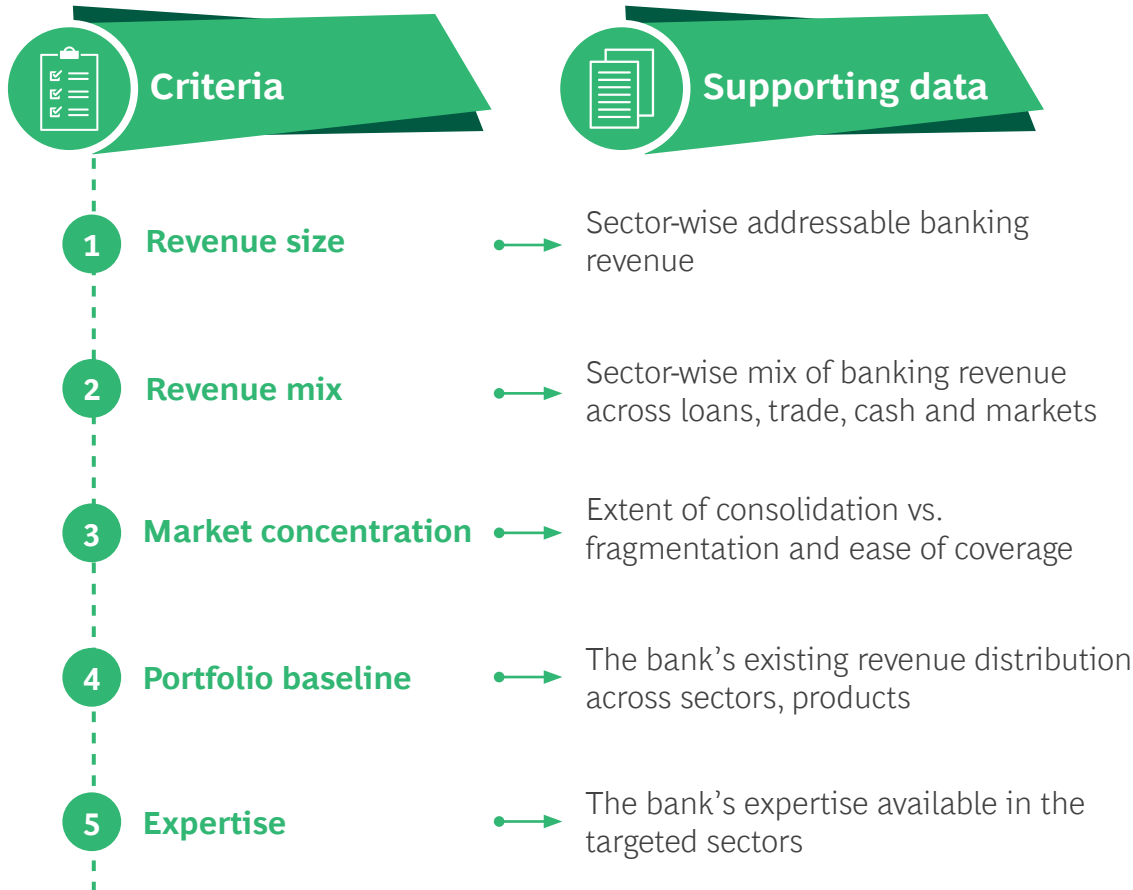 Criteria
Supporting data
1
Revenue size
Sector-wise addressable banking
revenue
2
Revenue mix
Sector-wise mix of banking revenue
across loans, trade, cash and markets
3
Market concentration
Extent of consolidation vs.
fragmentation and ease of coverage
4
Portfolio baseline
The bank’s existing revenue distribution
across sectors, products
5
Expertise
The bank’s expertise available in the
targeted sectors